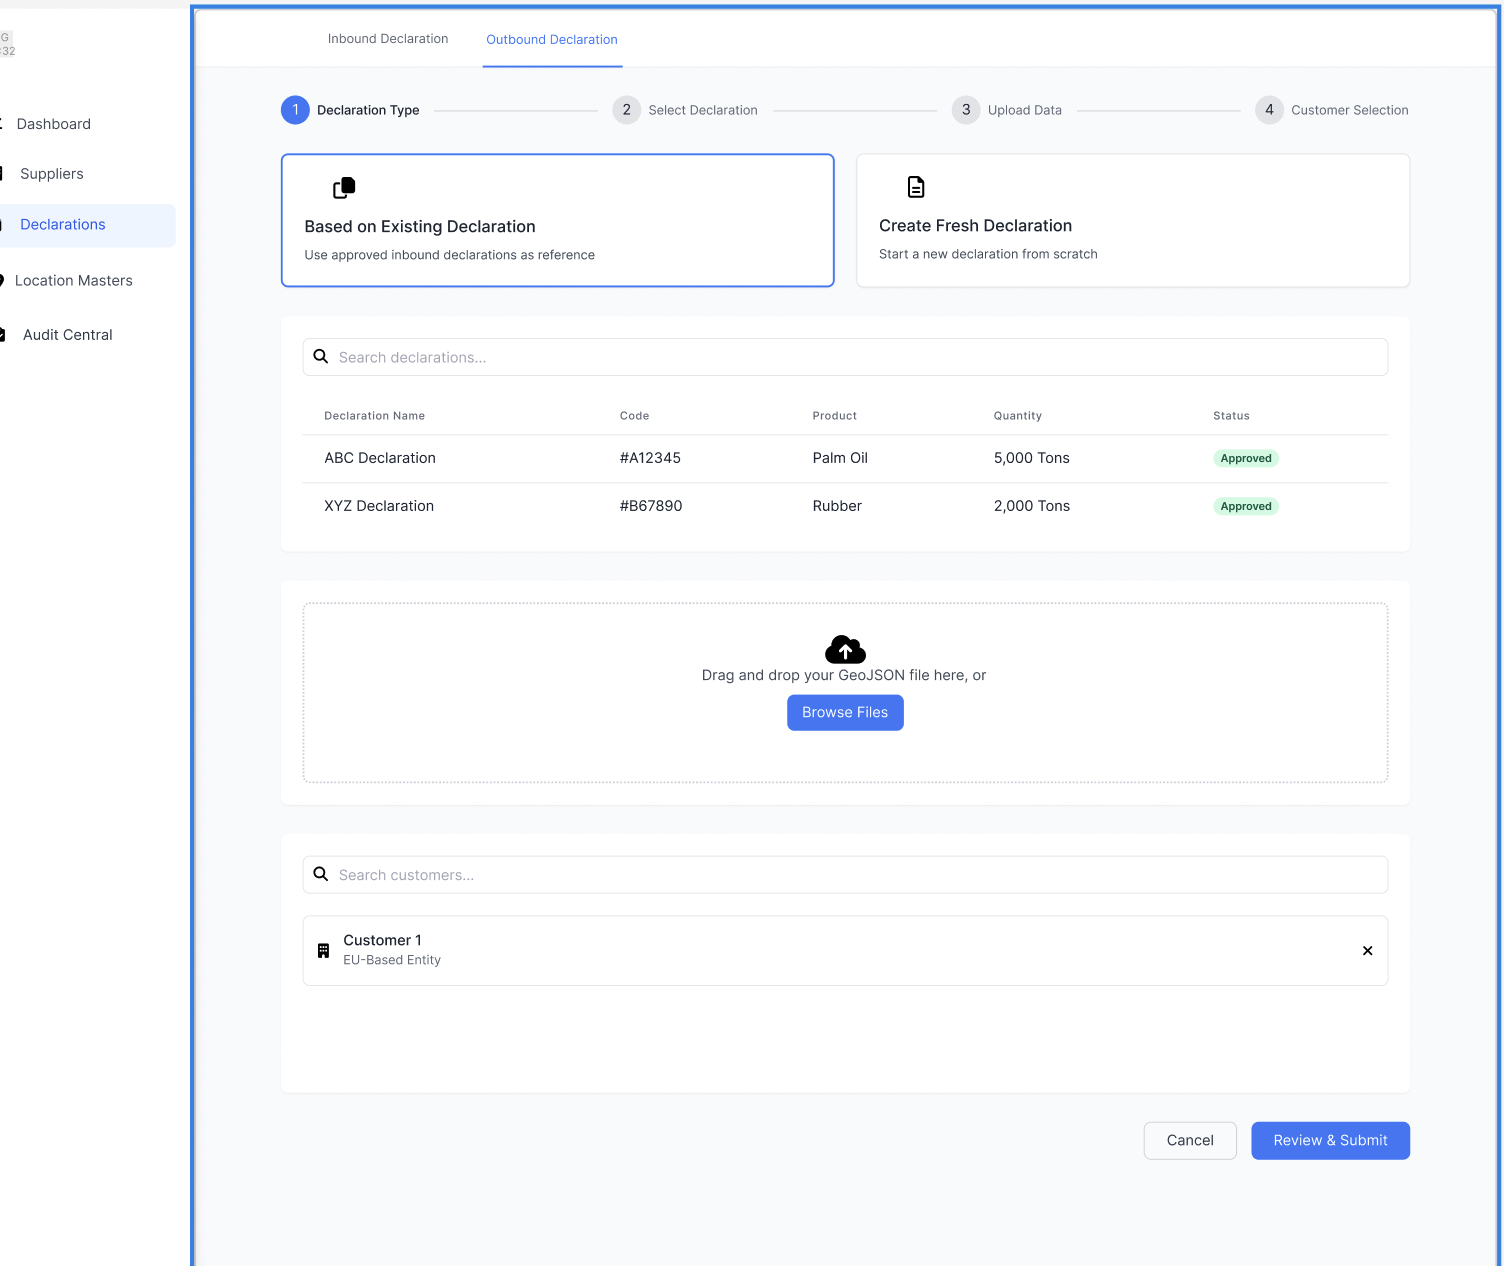 G
:32
Dashboard
Suppliers
Declarations
Location Masters
Audit Central
Inbound Declaration
Outbound Declaration
1 Declaration Type
2 Select Declaration
3 Upload Data
4 Customer Selection
Based on Existing Declaration
Use approved inbound declarations as reference
Create Fresh Declaration
Start a new declaration from scratch
Search declarations...
Declaration Name Code Product Quantity Status
ABC Declaration #A12345 Palm Oil 5,000 Tons Approved
XYZ Declaration #B67890 Rubber 2,000 Tons Approved
Drag and drop your GeoJSON file here, or
Browse Files
Search customers...
Customer 1
EU-Based Entity
Cancel
Review & Submit